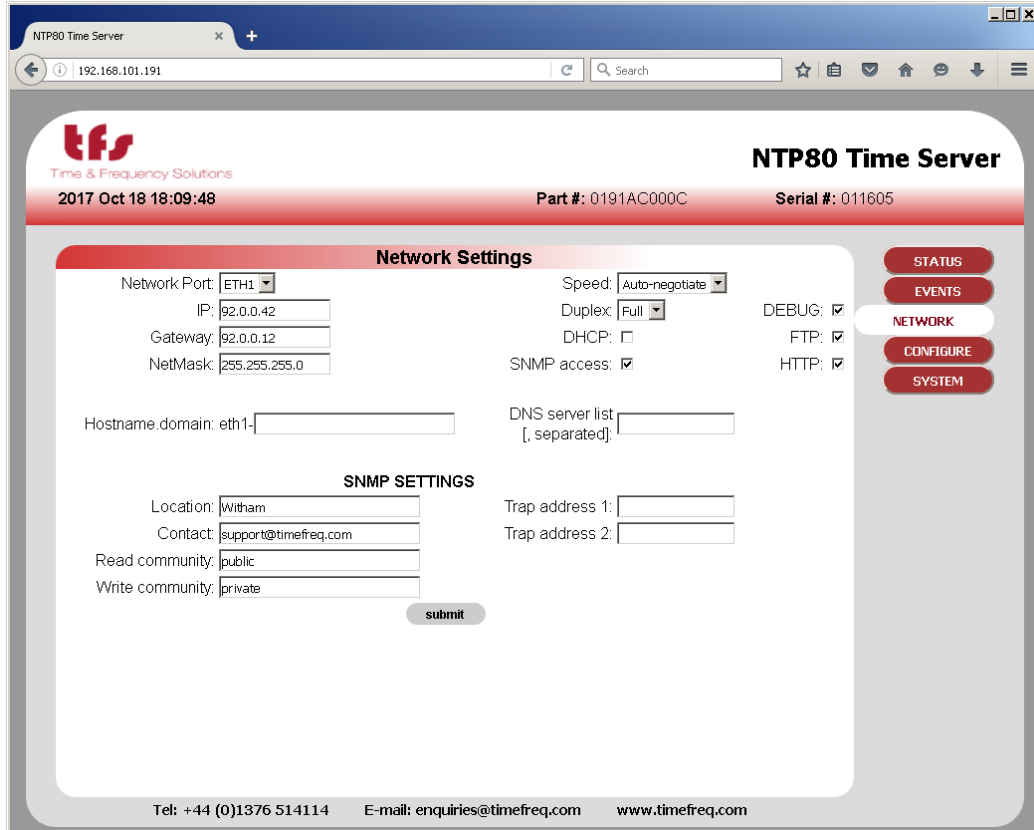 NTP80 Time Server
192.168.101.191
Search
tfs
Time & Frequency Solutions
NTP80 Time Server
2017 Oct 18 18:09:48 Part #: 0191AC000C Serial #: 011605
Network Settings
Network Port: ETH1 Speed: Auto-negotiate
IP: 92.0.0.42 Duplex: Full DEBUG:
Gateway: 92.0.0.12 DHCP: FTP:
NetMask: 255.255.255.0 SNMP access: HTTP:
Hostname.domain: eth1- DNS server list
[, separated]:
SNMP SETTINGS
Location: Witham Trap address 1:
Contact: support@timefreq.com Trap address 2:
Read community: public
Write community: private
submit
STATUS
EVENTS
NETWORK
CONFIGURE
SYSTEM
Tel: +44 (0)1376 514114 E-mail: enquiries@timefreq.com www.timefreq.com